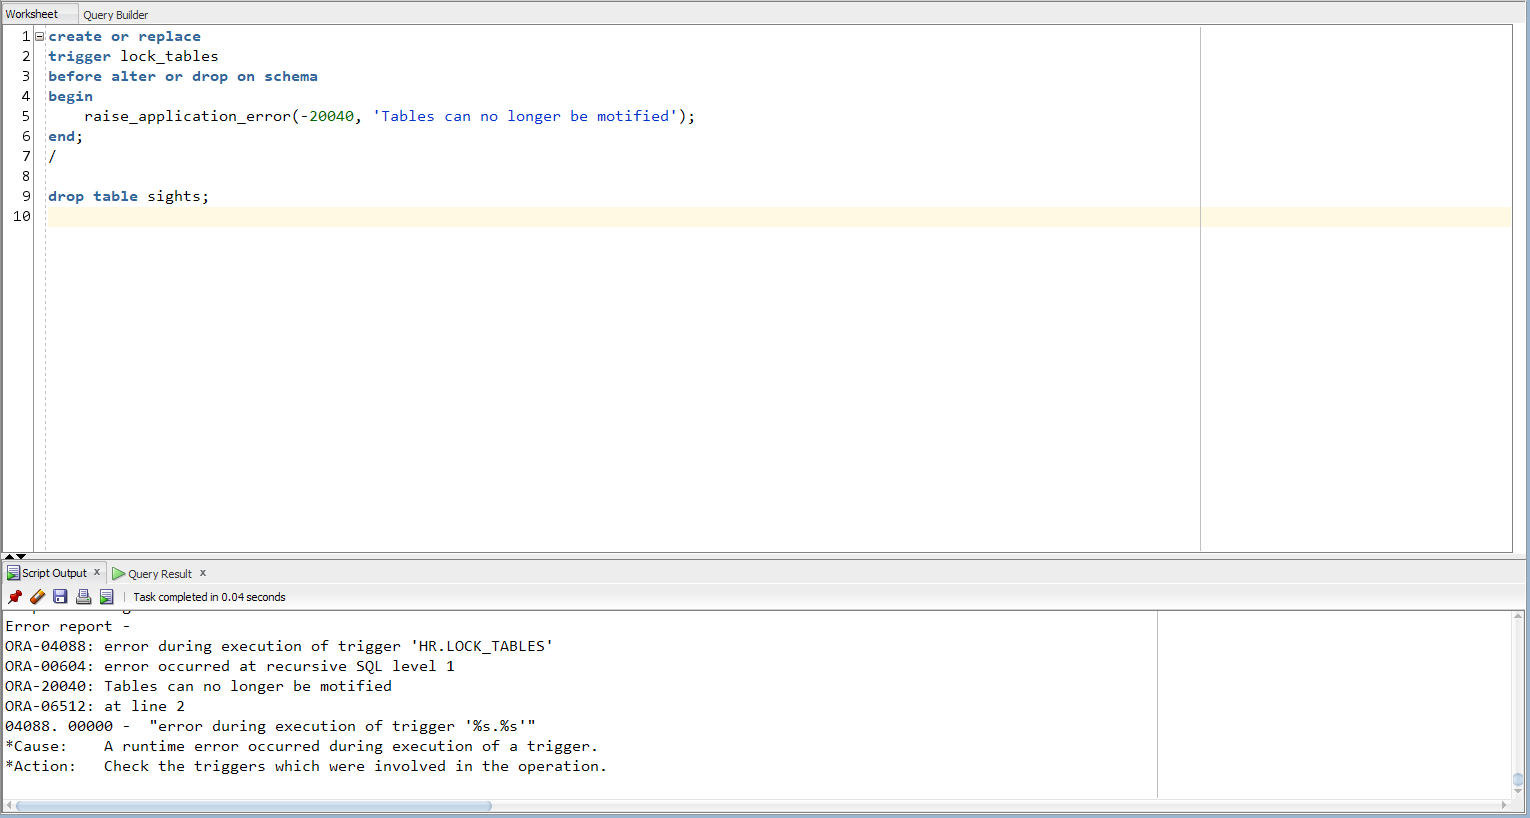 Worksheet Query Builder
1 create or replace
2 trigger lock_tables
3 before alter or drop on schema
4 begin
5 raise_application_error(-20040, 'Tables can no longer be motified');
6 end;
7 /
8
9 drop table sights;
10
Script Output x Query Result x
Task completed in 0.04 seconds
Error report -
ORA-04088: error during execution of trigger 'HR.LOCK_TABLES'
ORA-00604: error occurred at recursive SQL level 1
ORA-20040: Tables can no longer be motified
ORA-06512: at line 2
04088. 00000 -  "error during execution of trigger '%s.%s'"
*Cause:    A runtime error occurred during execution of a trigger.
*Action:   Check the triggers which were involved in the operation.